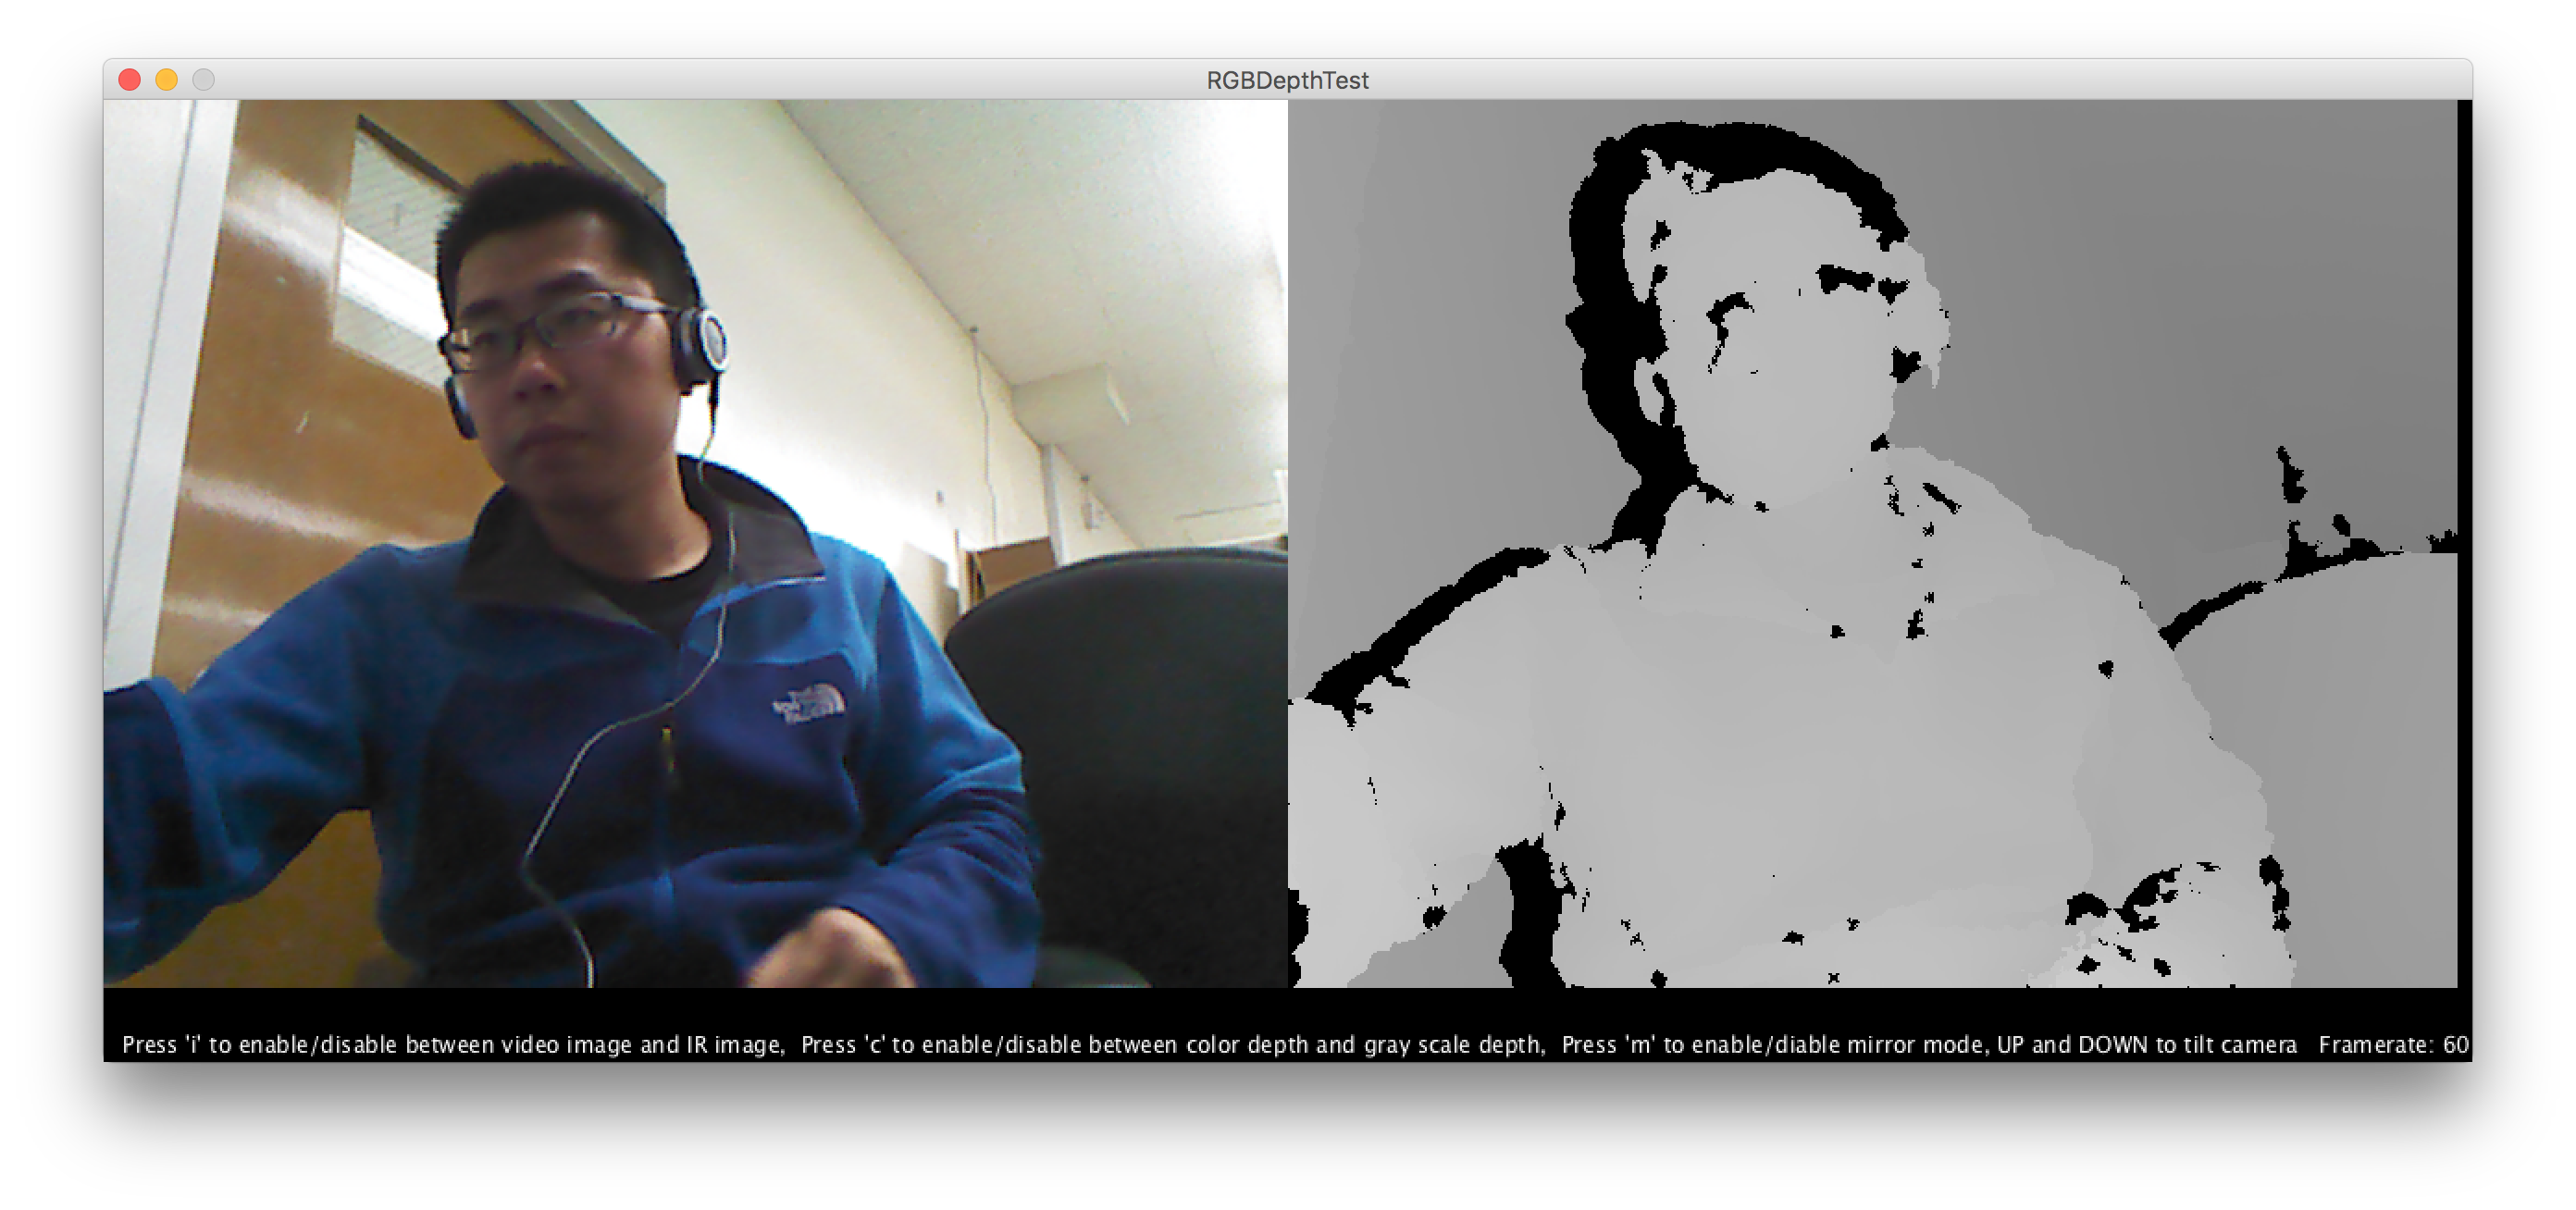 RGBDepthTest
Press 'i' to enable/disable between video image and IR image,  Press 'c' to enable/disable between color depth and gray scale depth,  Press 'm' to enable/diable mirror mode, UP and DOWN to tilt camera   Framerate: 60